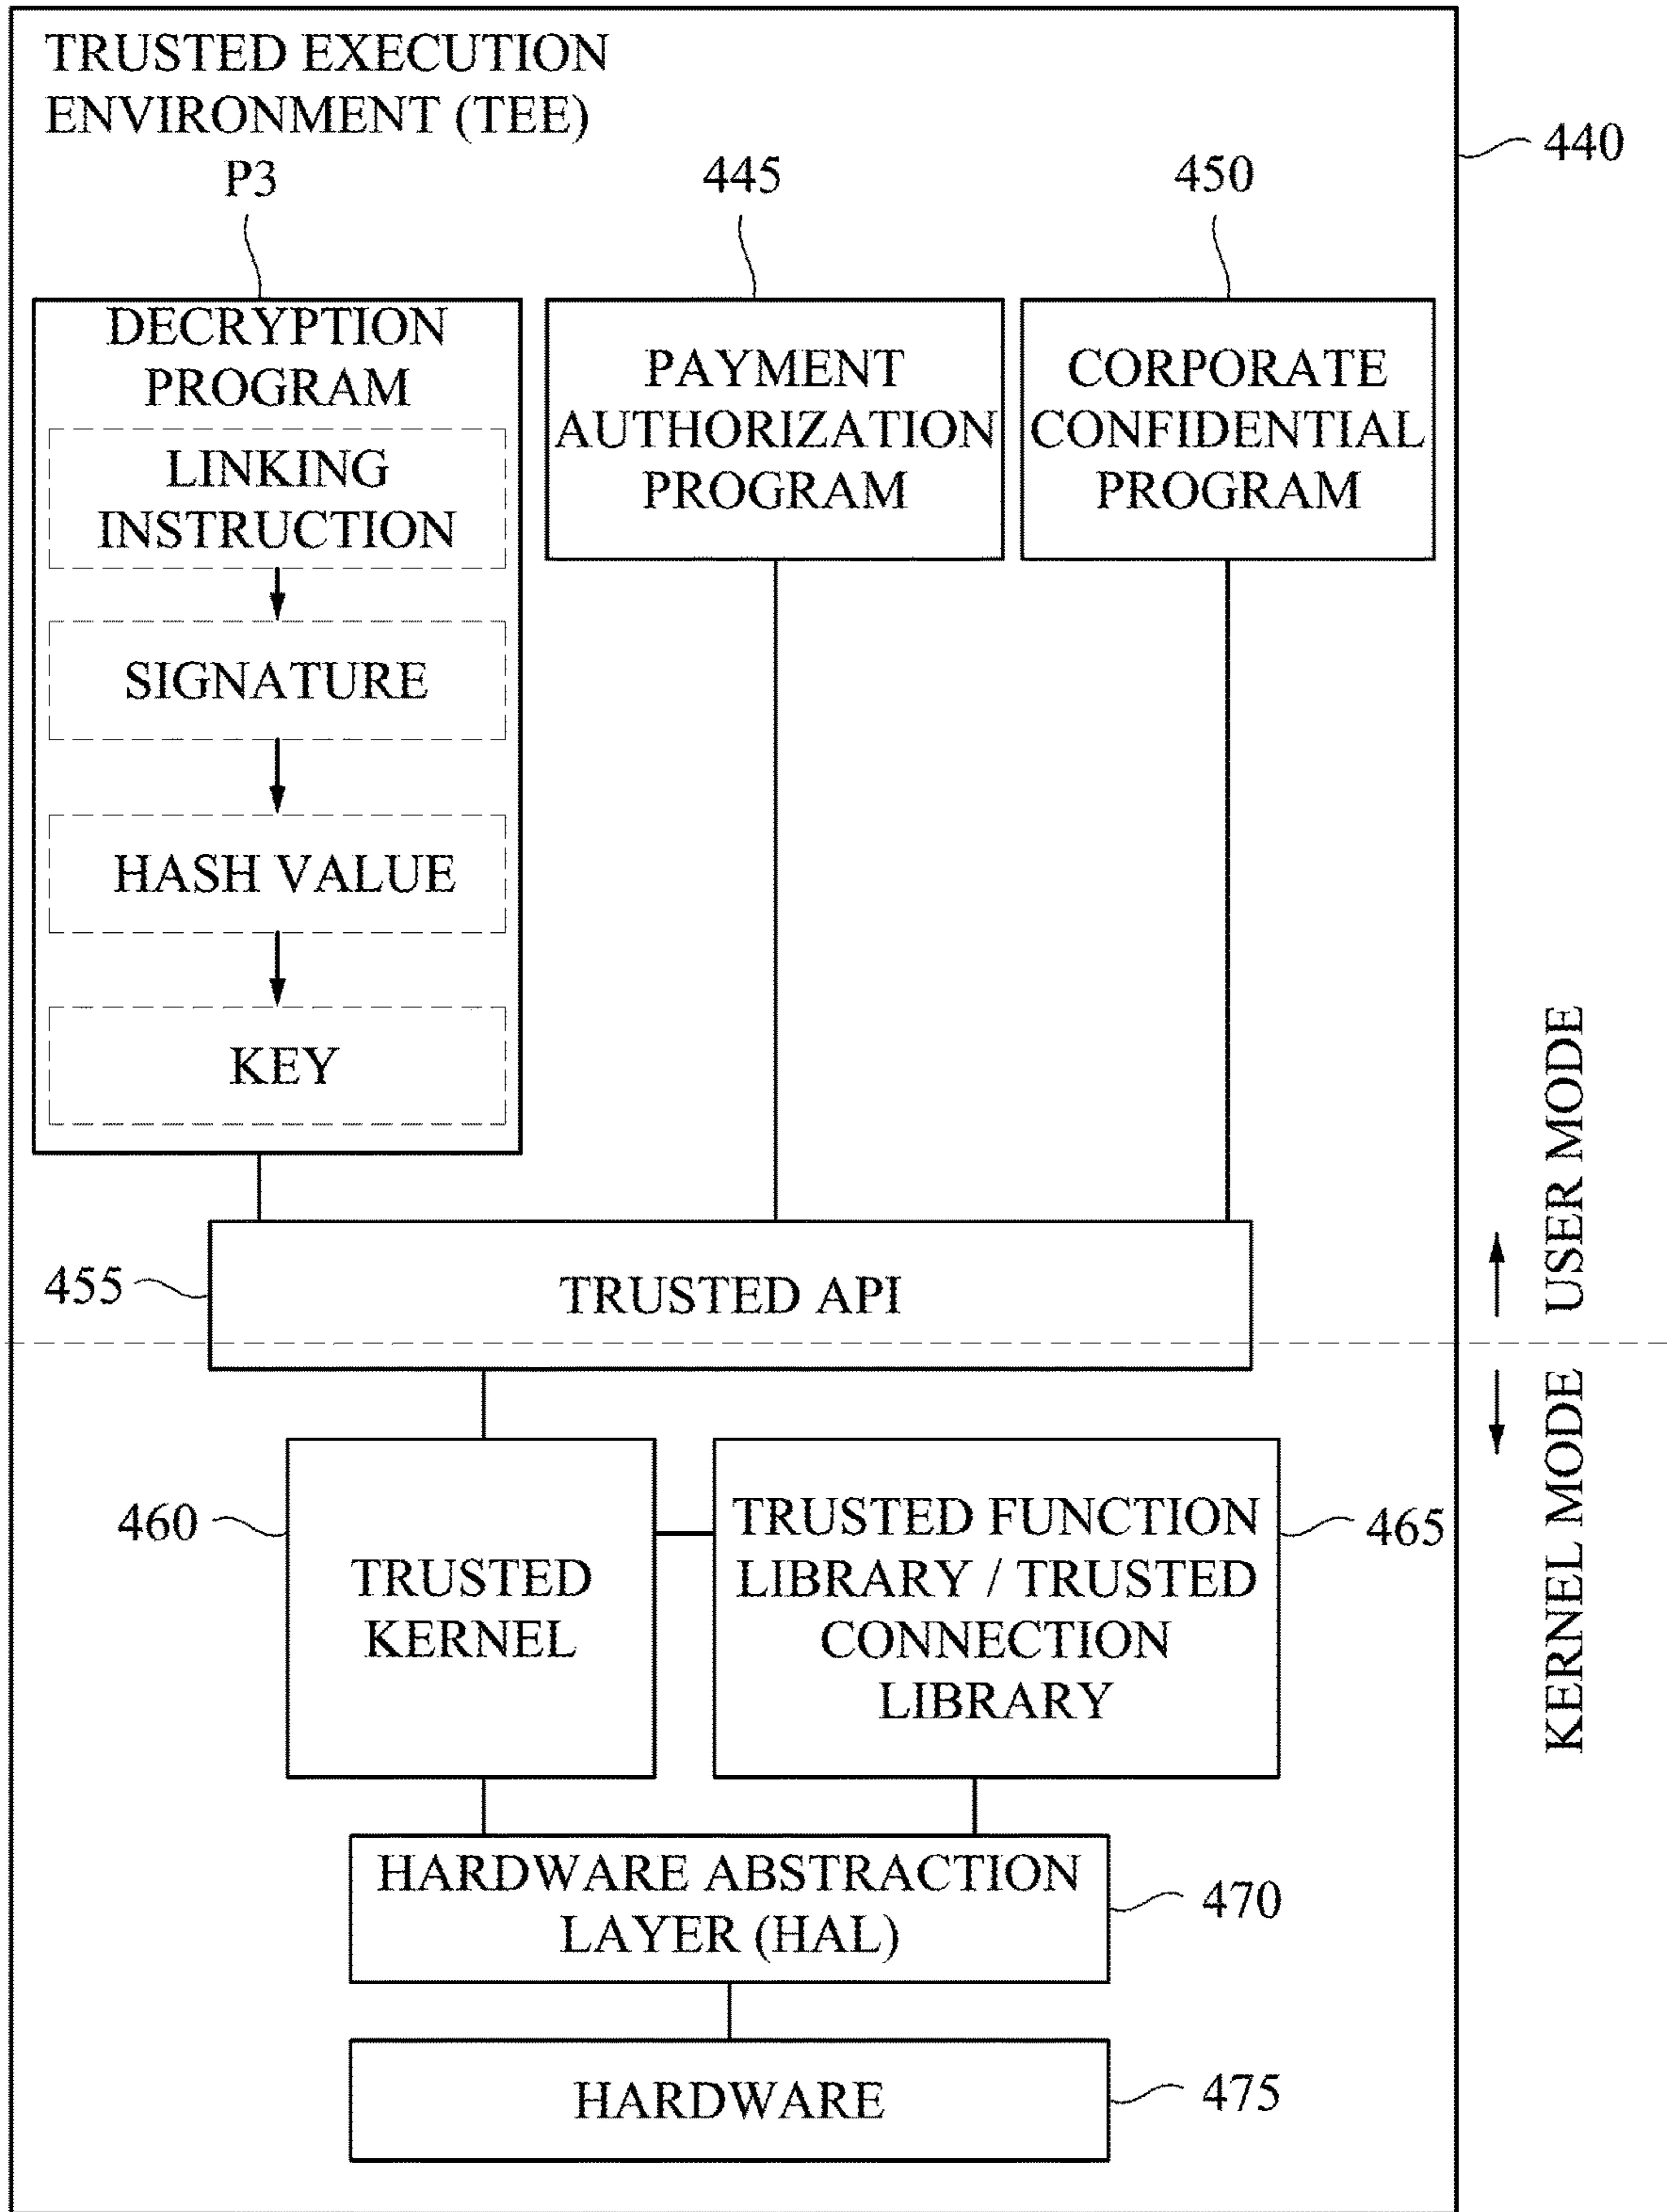 TRUSTED EXECUTION
ENVIRONMENT (TEE)
440
P3
445
450
DECRYPTION
PROGRAM
LINKING
INSTRUCTION
SIGNATURE
HASH VALUE
KEY
PAYMENT
AUTHORIZATION
PROGRAM
CORPORATE
CONFIDENTIAL
PROGRAM
USER MODE
455
TRUSTED API
KERNEL MODE
460
TRUSTED
KERNEL
TRUSTED FUNCTION
LIBRARY / TRUSTED
CONNECTION
LIBRARY
465
HARDWARE ABSTRACTION
LAYER (HAL)
470
HARDWARE
475